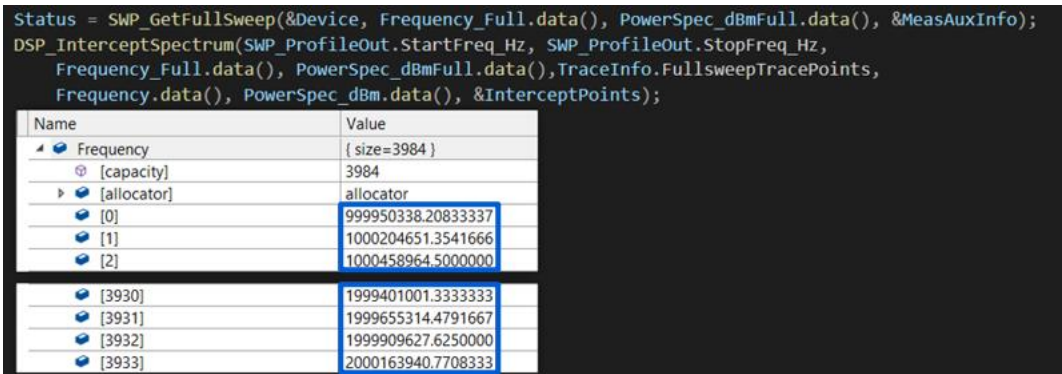 Status = SWP_GetFullSweep(&Device, Frequency_Full.data(), PowerSpec_dBmFull.data(), &MeasAuxInfo);
DSP_InterceptSpectrum(SWP_ProfileOut.StartFreq_Hz, SWP_ProfileOut.StopFreq_Hz,
Frequency_Full.data(), PowerSpec_dBmFull.data(),TraceInfo.FullsweepTracePoints,
Frequency.data(), PowerSpec_dBm.data(), &InterceptPoints);
Name Value
Frequency { size=3984 }
[capacity] 3984
[allocator] allocator
[0] 999950338.20833337
[1] 1000204651.3541666
[2] 1000458964.5000000
[3930] 1999401001.3333333
[3931] 1999655314.4791667
[3932] 1999909627.6250000
[3933] 2000163940.7708333